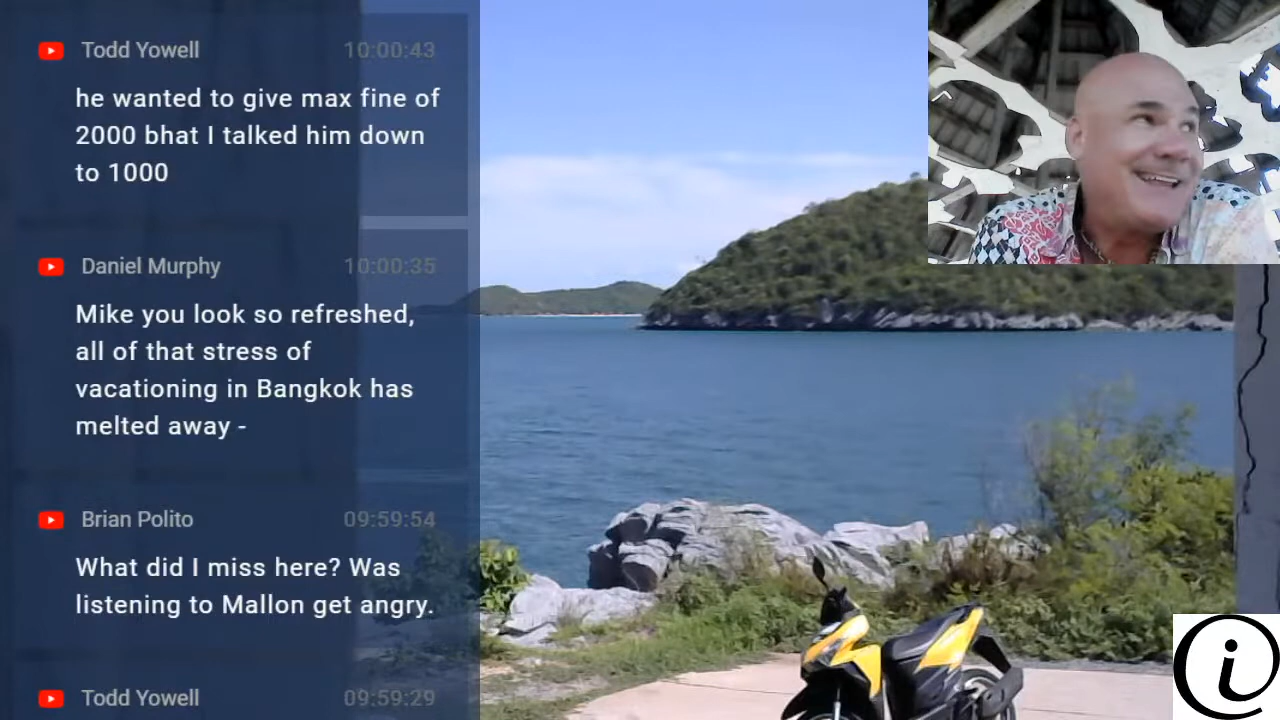 Todd Yowell 10:00:43
he wanted to give max fine of
2000 bhat I talked him down
to 1000
Daniel Murphy 10:00:35
Mike you look so refreshed,
all of that stress of
vacationing in Bangkok has
melted away -
Brian Polito 09:59:54
What did I miss here? Was
listening to Mallon get angry.
Todd Yowell 09:59:29
i